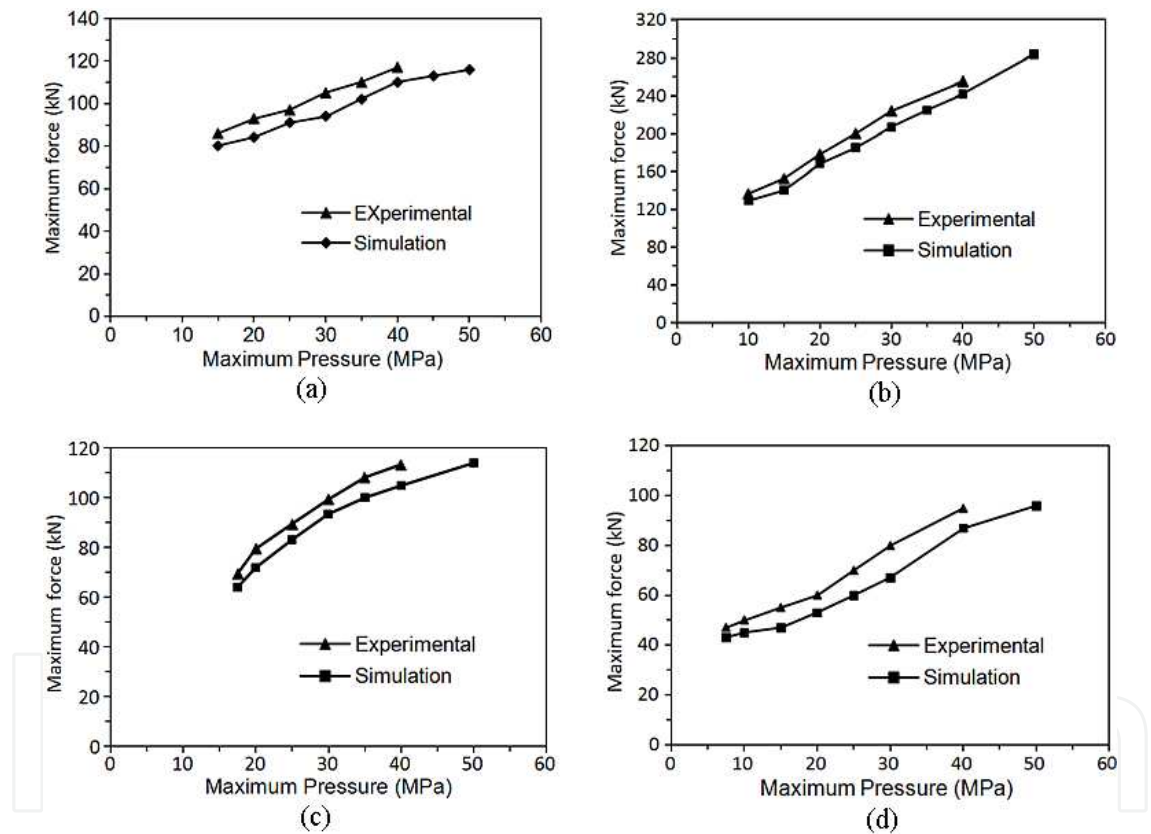 140
120
100
80
60
40
20
0
Maximum force (kN)
EXperimental
Simulation
0 10 20 30 40 50 60
Maximum Pressure (MPa)
(a)
320
280
240
200
160
120
80
40
0
Maximum force (kN)
Experimental
Simulation
0 10 20 30 40 50 60
Maximum Pressure (MPa)
(b)
120
100
80
60
40
20
0
Maximum force (kN)
Experimental
Simulation
0 10 20 30 40 50 60
Maximum Pressure (MPa)
(c)
120
100
80
60
40
20
0
Maximum force (kN)
Experimental
Simulation
0 10 20 30 40 50 60
Maximum Pressure (MPa)
(d)